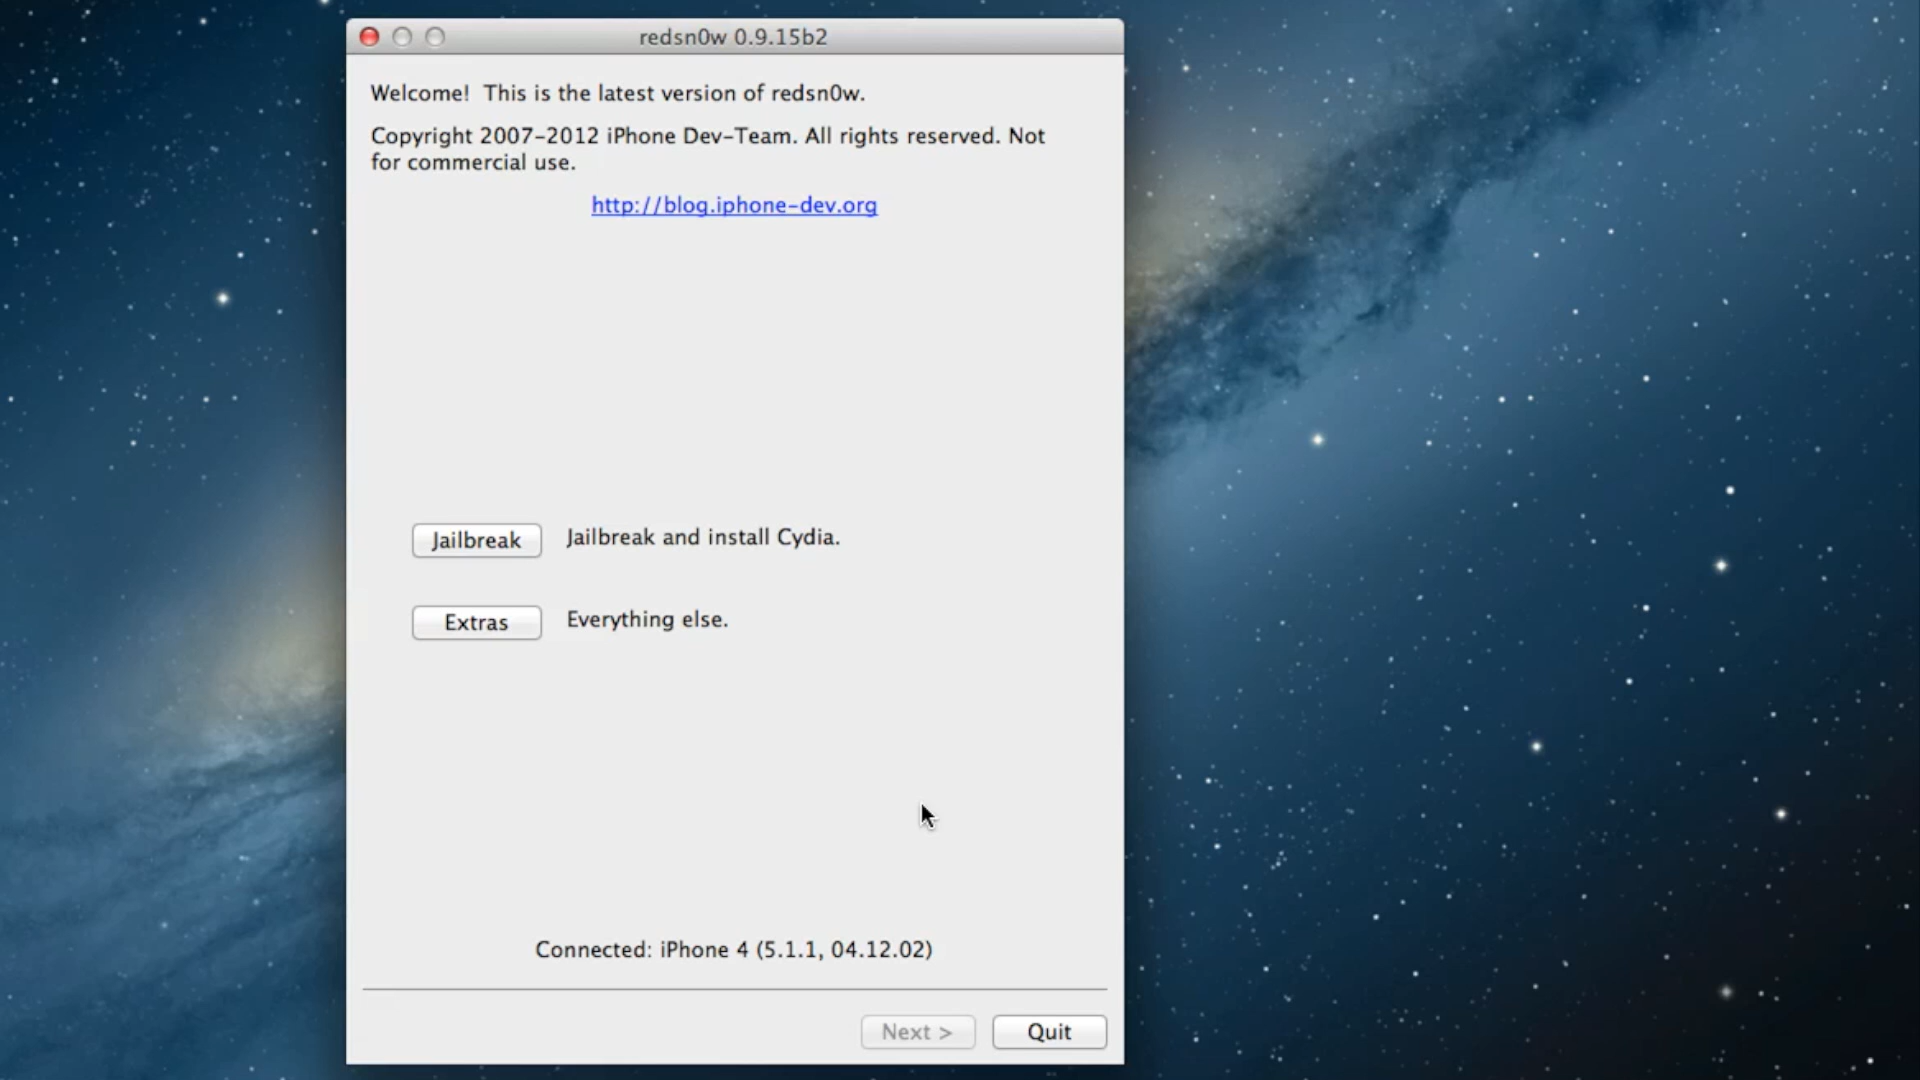 redsn0w 0.9.15b2
Welcome!  This is the latest version of redsn0w.
Copyright 2007-2012 iPhone Dev-Team. All rights reserved. Not
for commercial use.
http://blog.iphone-dev.org
Jailbreak
Jailbreak and install Cydia.
Extras
Everything else.
Connected: iPhone 4 (5.1.1, 04.12.02)
Next >
Quit